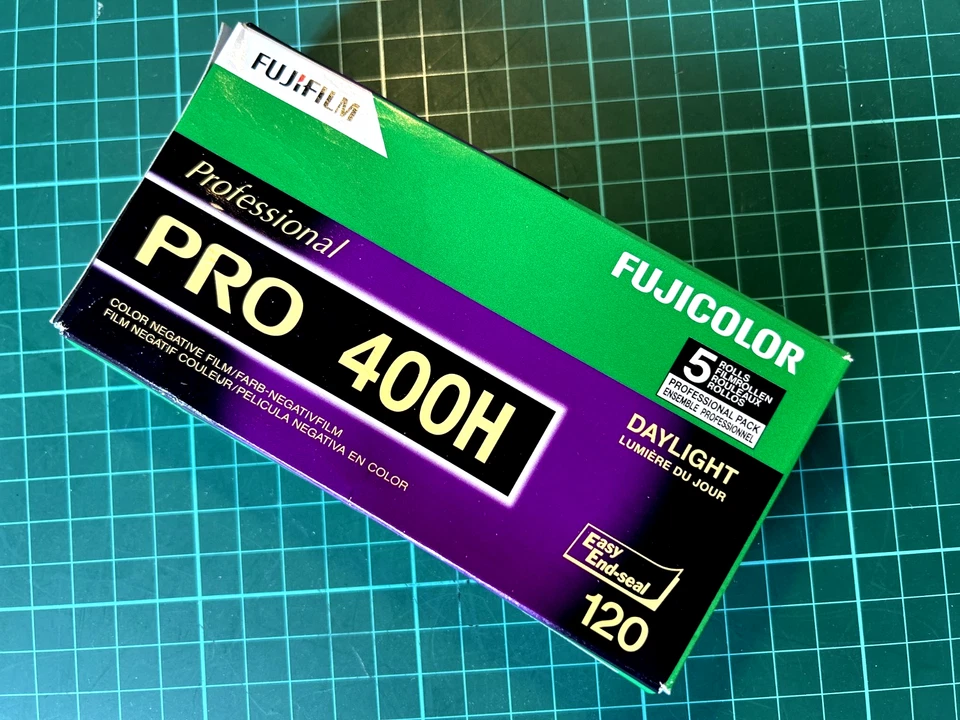 FUJIFILM
Professional
PRO 400H
COLOR NEGATIVE FILM/FARB-NEGATIVFILM
FILM NEGATIF COULEUR/PELICULA NEGATIVA EN COLOR
FUJICOLOR
5 ROLLS
FILMROLLEN
ROULEAUX
ROLLOS
PROFESSIONAL PACK
ENSEMBLE PROFESSIONNEL
DAYLIGHT
LUMIÈRE DU JOUR
Easy
End-seal
120